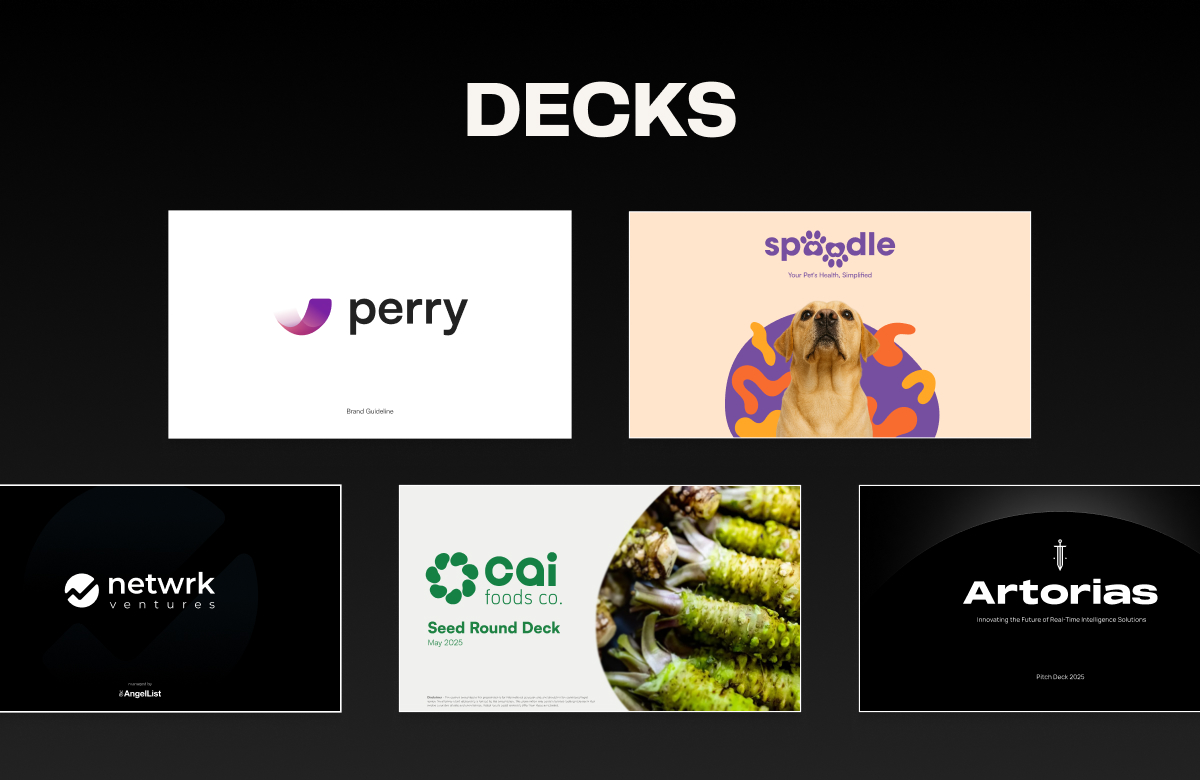 DECKS
perry
Brand Guideline
spoodle
Your Pet's Health, Simplified
netwrk
ventures
managed by
AngelList
cai
foods co.
Seed Round Deck
May 2025
Artorias
Innovating the Future of Real-Time Intelligence Solutions
Pitch Deck 2025